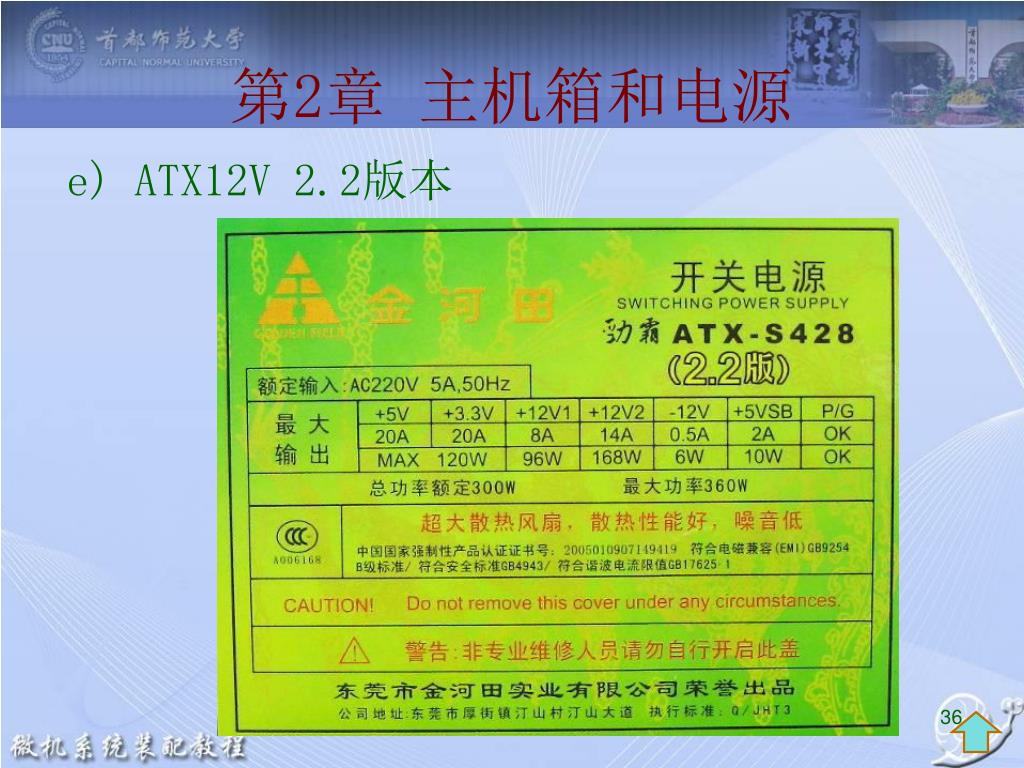 首都师范大学
CAPITAL NORMAL UNIVERSITY
第2章 主机箱和电源
e) ATX12V 2.2版本
金河田
GOLDEN FIELD
开关电源
SWITCHING POWER SUPPLY
劲霸 ATX-S428
(2.2版)
额定输入:AC220V 5A,50Hz
最大输出
+5V +3.3V +12V1 +12V2 -12V +5VSB P/G
20A 20A 8A 14A 0.5A 2A OK
MAX 120W 96W 168W 6W 10W OK
总功率额定300W 最大功率360W
超大散热风扇，散热性能好，噪音低
A006168
中国国家强制性产品认证证书号：2005010907149419 符合电磁兼容(EMI)GB9254
B级标准/ 符合安全标准GB4943/ 符合谐波电流限值GB17625·1
CAUTION! Do not remove this cover under any circumstances.
警告:非专业维修人员请勿自行开启此盖
东莞市金河田实业有限公司荣誉出品
公司地址:东莞市厚街镇汀山村汀山大道 执行标准：Q/JHT3
36
微机系统装配教程